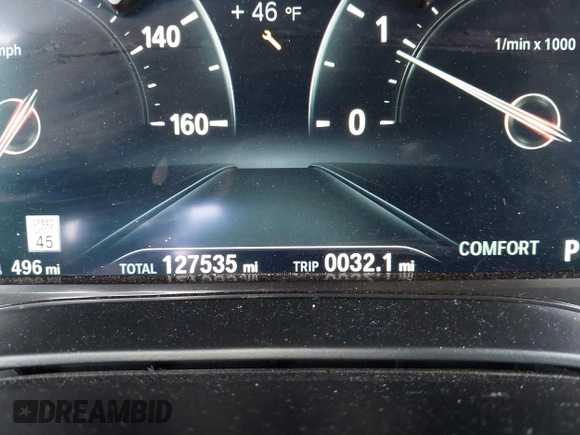 + 46 °F
mph
140
160
1
0
1/min x 1000
SPEED
LIMIT
45
496 mi
TOTAL 127535 mi
TRIP 0032.1 mi
COMFORT
P
DREAMBID